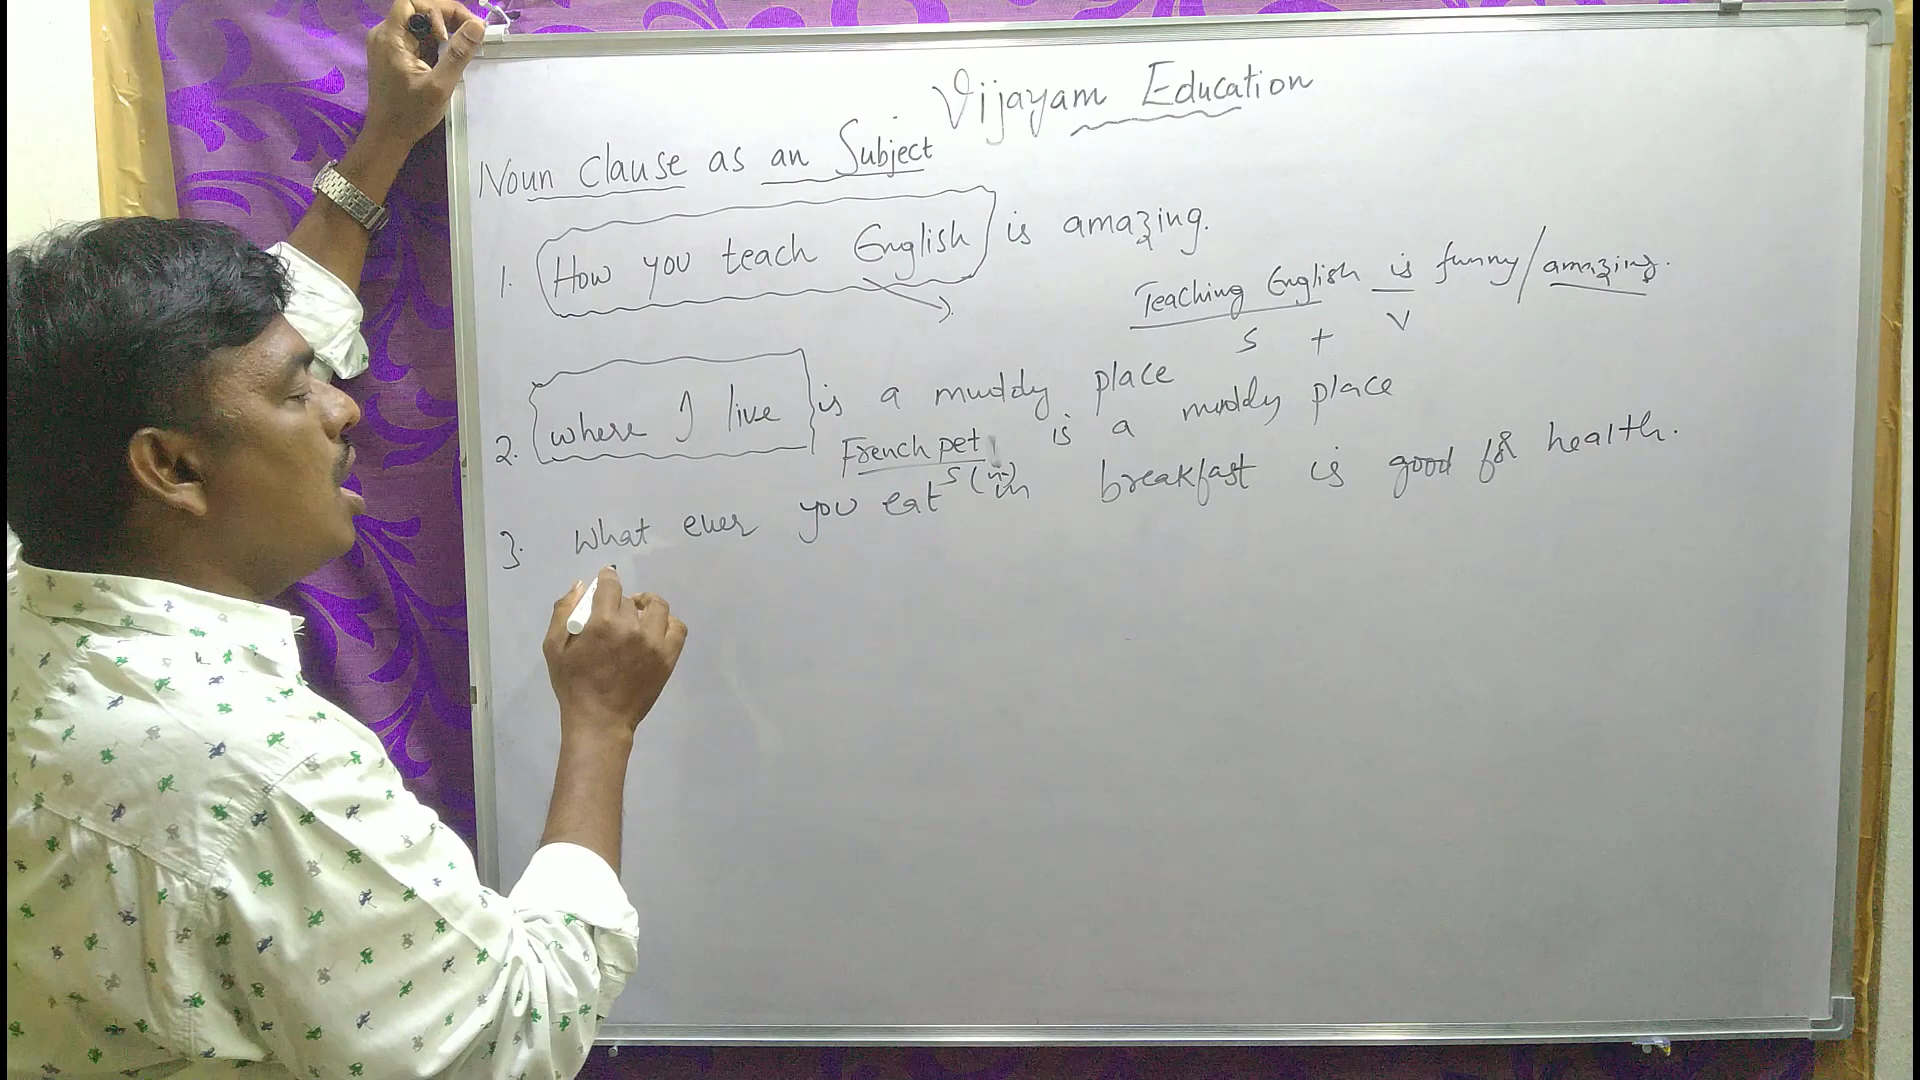 Vijayam Education
Noun Clause as an Subject
1. How you teach English is amazing.
Teaching English is funny/amazing.
S + V
2. where I live is a muddy place
French pet is a muddy place
S (n)
3. What ever you eat in breakfast is good for health.